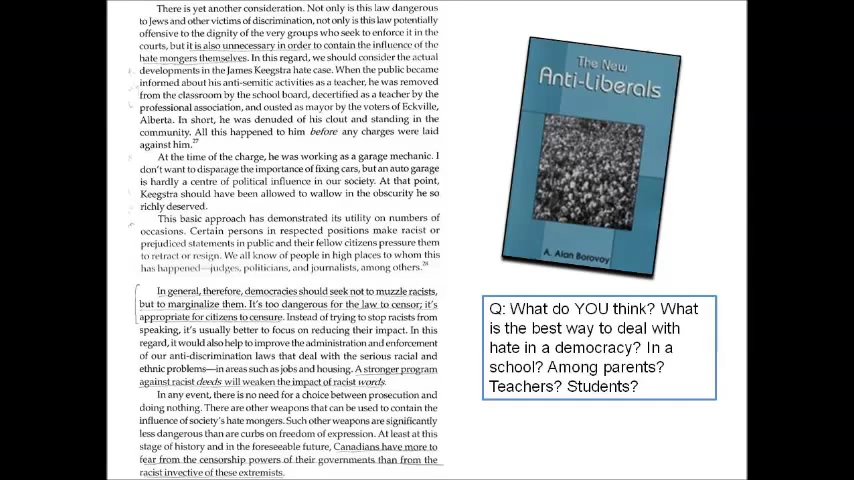 There is yet another consideration. Not only is this law dangerous
to Jews and other victims of discrimination, not only is this law potentially
offensive to the dignity of the very groups who seek to enforce it in the
courts, but it is also unnecessary in order to contain the influence of the
hate mongers themselves. In this regard, we should consider the actual
developments in the James Keegstra hate case. When the public became
informed about his anti-semitic activities as a teacher, he was removed
from the classroom by the school board, decertified as a teacher by the
professional association, and ousted as mayor by the voters of Eckville,
Alberta. In short, he was denuded of his clout and standing in the
community. All this happened to him before any charges were laid
against him.27
At the time of the charge, he was working as a garage mechanic. I
don't want to disparage the importance of fixing cars, but an auto garage
is hardly a centre of political influence in our society. At that point,
Keegstra should have been allowed to wallow in the obscurity he so
richly deserved.
This basic approach has demonstrated its utility on numbers of
occasions. Certain persons in respected positions make racist or
prejudiced statements in public and their fellow citizens pressure them
to retract or resign. We all know of people in high places to whom this
has happened—judges, politicians, and journalists, among others.28
In general, therefore, democracies should seek not to muzzle racists,
but to marginalize them. It's too dangerous for the law to censor; it's
appropriate for citizens to censure. Instead of trying to stop racists from
speaking, it's usually better to focus on reducing their impact. In this
regard, it would also help to improve the administration and enforcement
of our anti-discrimination laws that deal with the serious racial and
ethnic problems—in areas such as jobs and housing. A stronger program
against racist deeds will weaken the impact of racist words.
In any event, there is no need for a choice between prosecution and
doing nothing. There are other weapons that can be used to contain the
influence of society's hate mongers. Such other weapons are significantly
less dangerous than are curbs on freedom of expression. At least at this
stage of history and in the foreseeable future, Canadians have more to
fear from the censorship powers of their governments than from the
racist invective of these extremists.
The New
Anti-Liberals
A. Alan Borovoy
Q: What do YOU think? What
is the best way to deal with
hate in a democracy? In a
school? Among parents?
Teachers? Students?